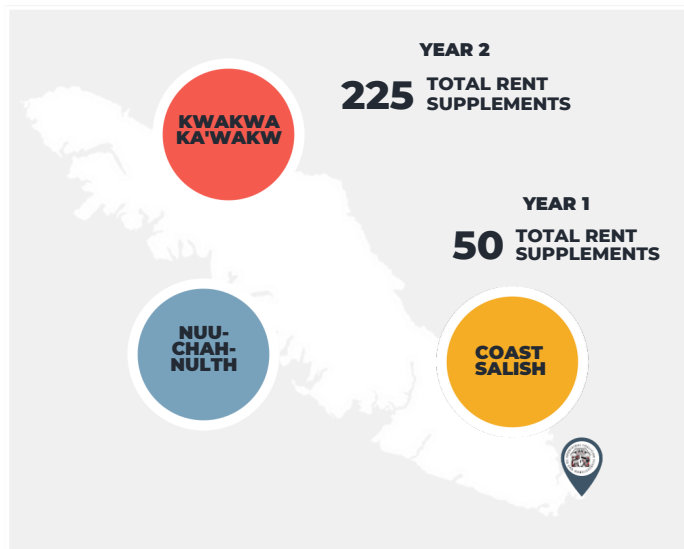 YEAR 2
225 TOTAL RENT
SUPPLEMENTS
KWAKWA
KA'WAKW
YEAR 1
50 TOTAL RENT
SUPPLEMENTS
NUU-
CHAH-
NULTH
COAST
SALISH